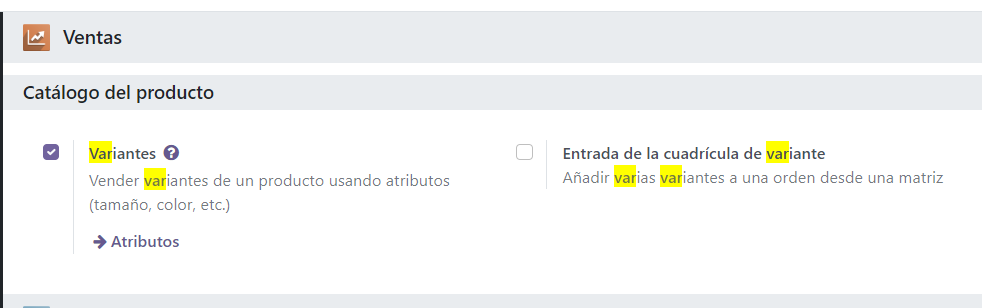 Ventas
Catálogo del producto
Variantes
Vender variantes de un producto usando atributos
(tamaño, color, etc.)
Atributos
Entrada de la cuadrícula de variante
Añadir varias variantes a una orden desde una matriz